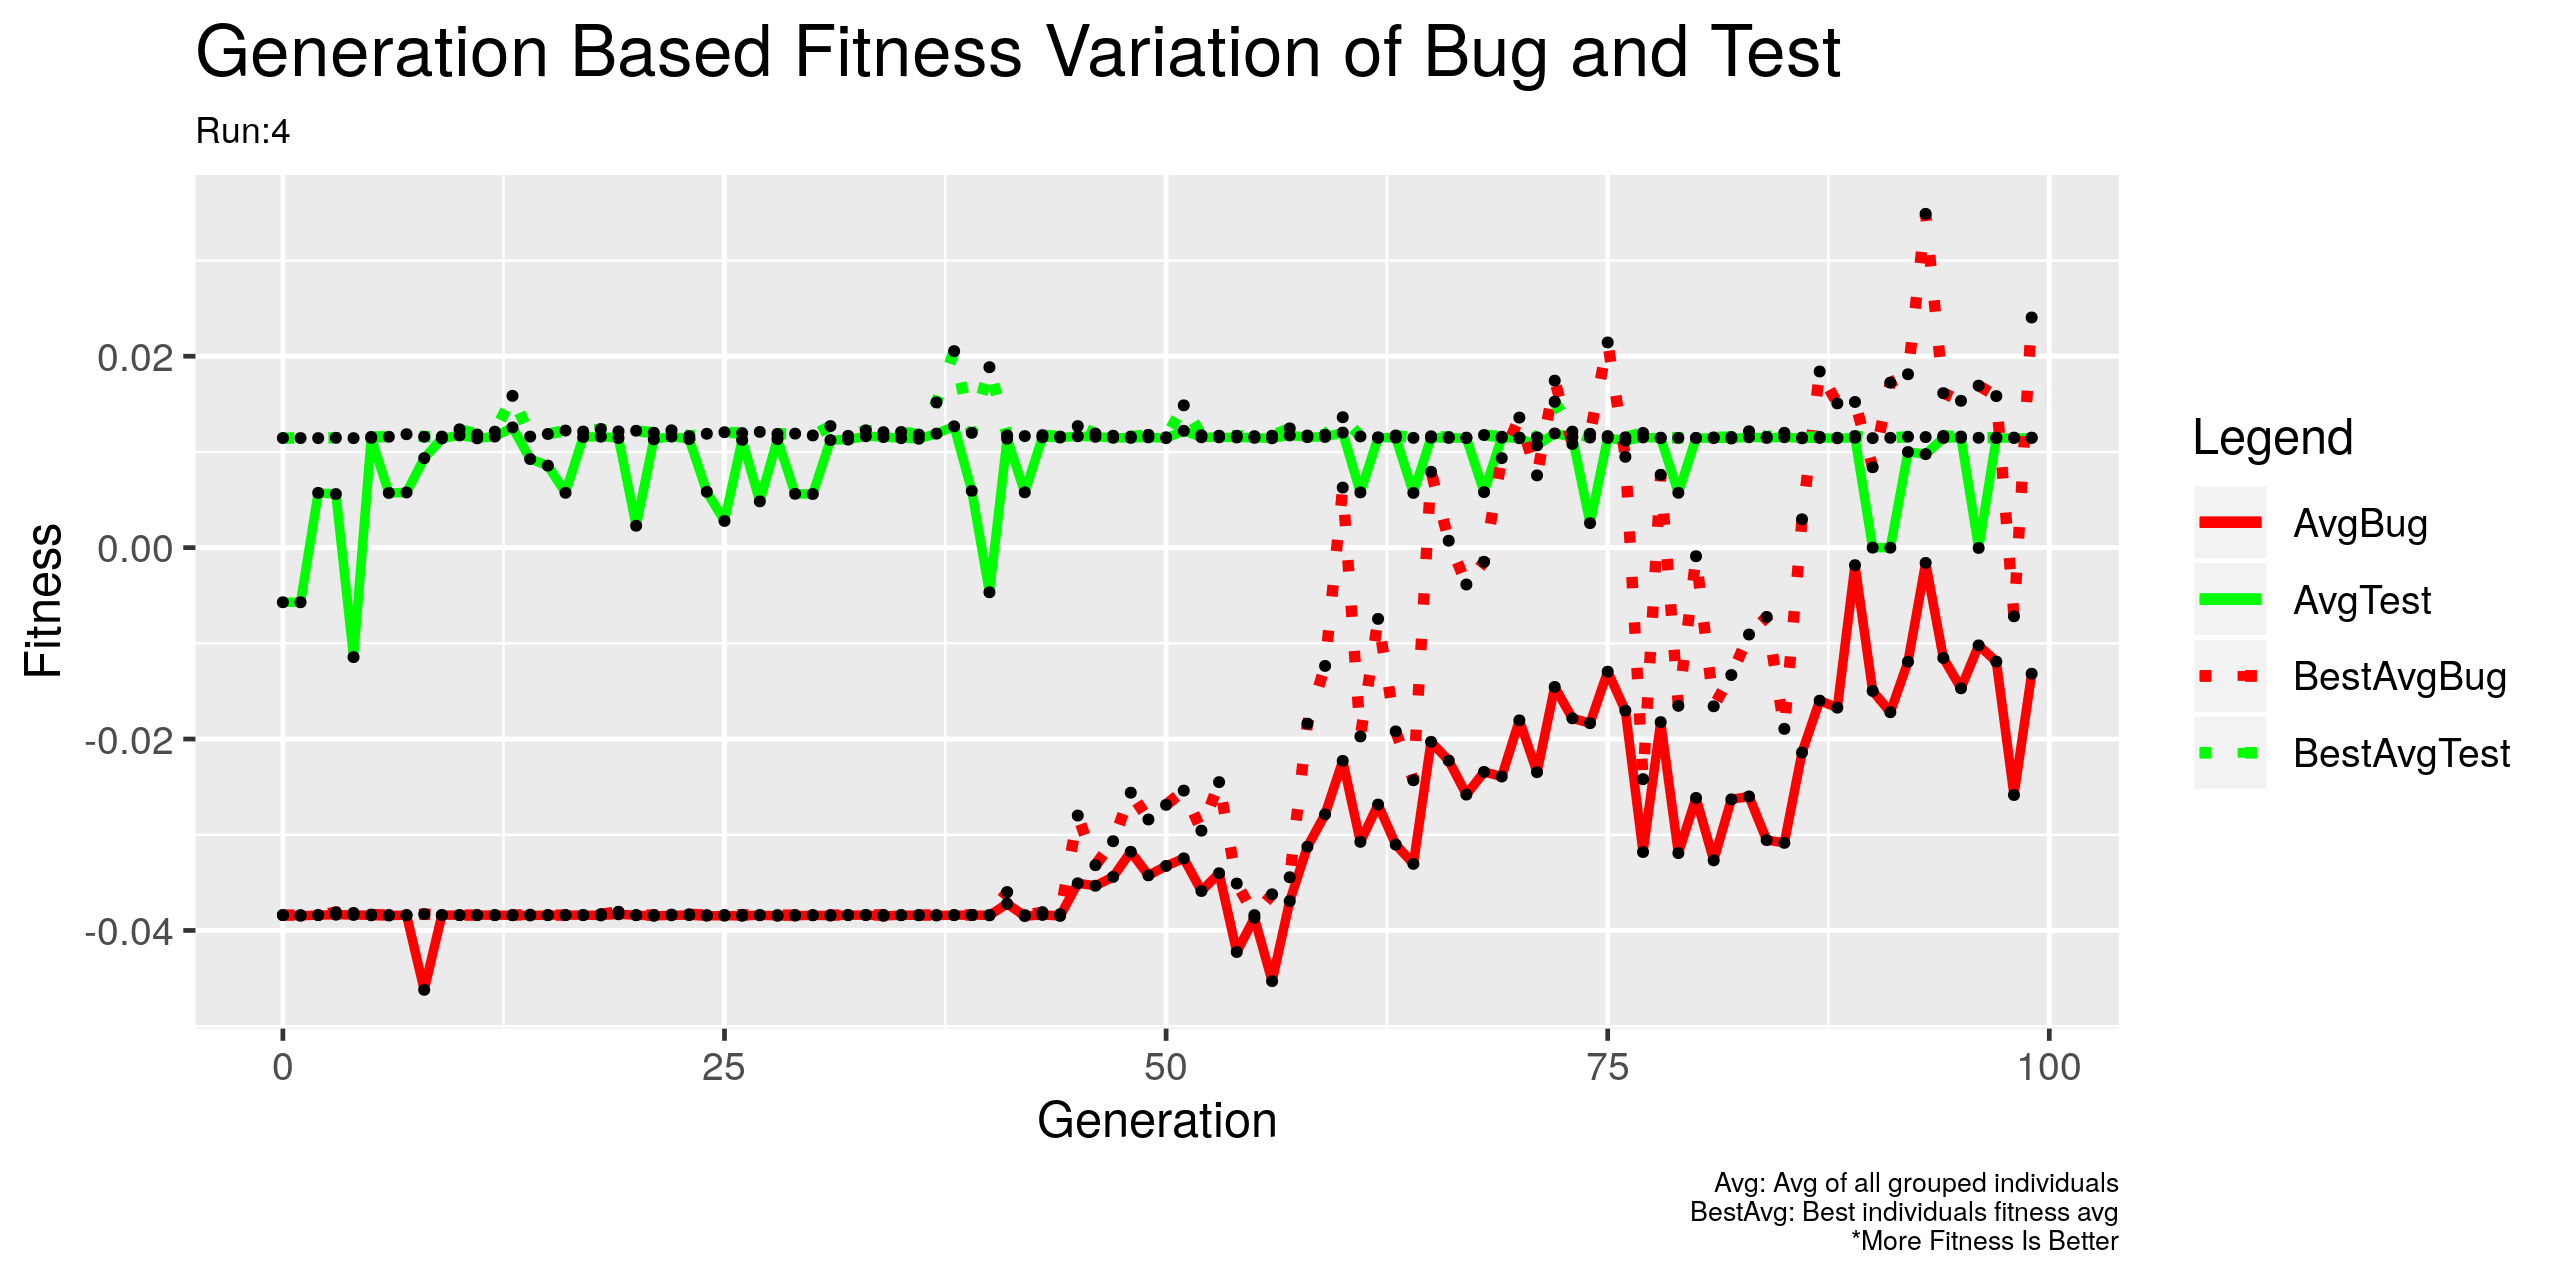 Generation Based Fitness Variation of Bug and Test
Run:4
Fitness
0.02
0.00
-0.02
-0.04
0
25
50
75
100
Generation
Legend
AvgBug
AvgTest
BestAvgBug
BestAvgTest
Avg: Avg of all grouped individuals
BestAvg: Best individuals fitness avg
*More Fitness Is Better